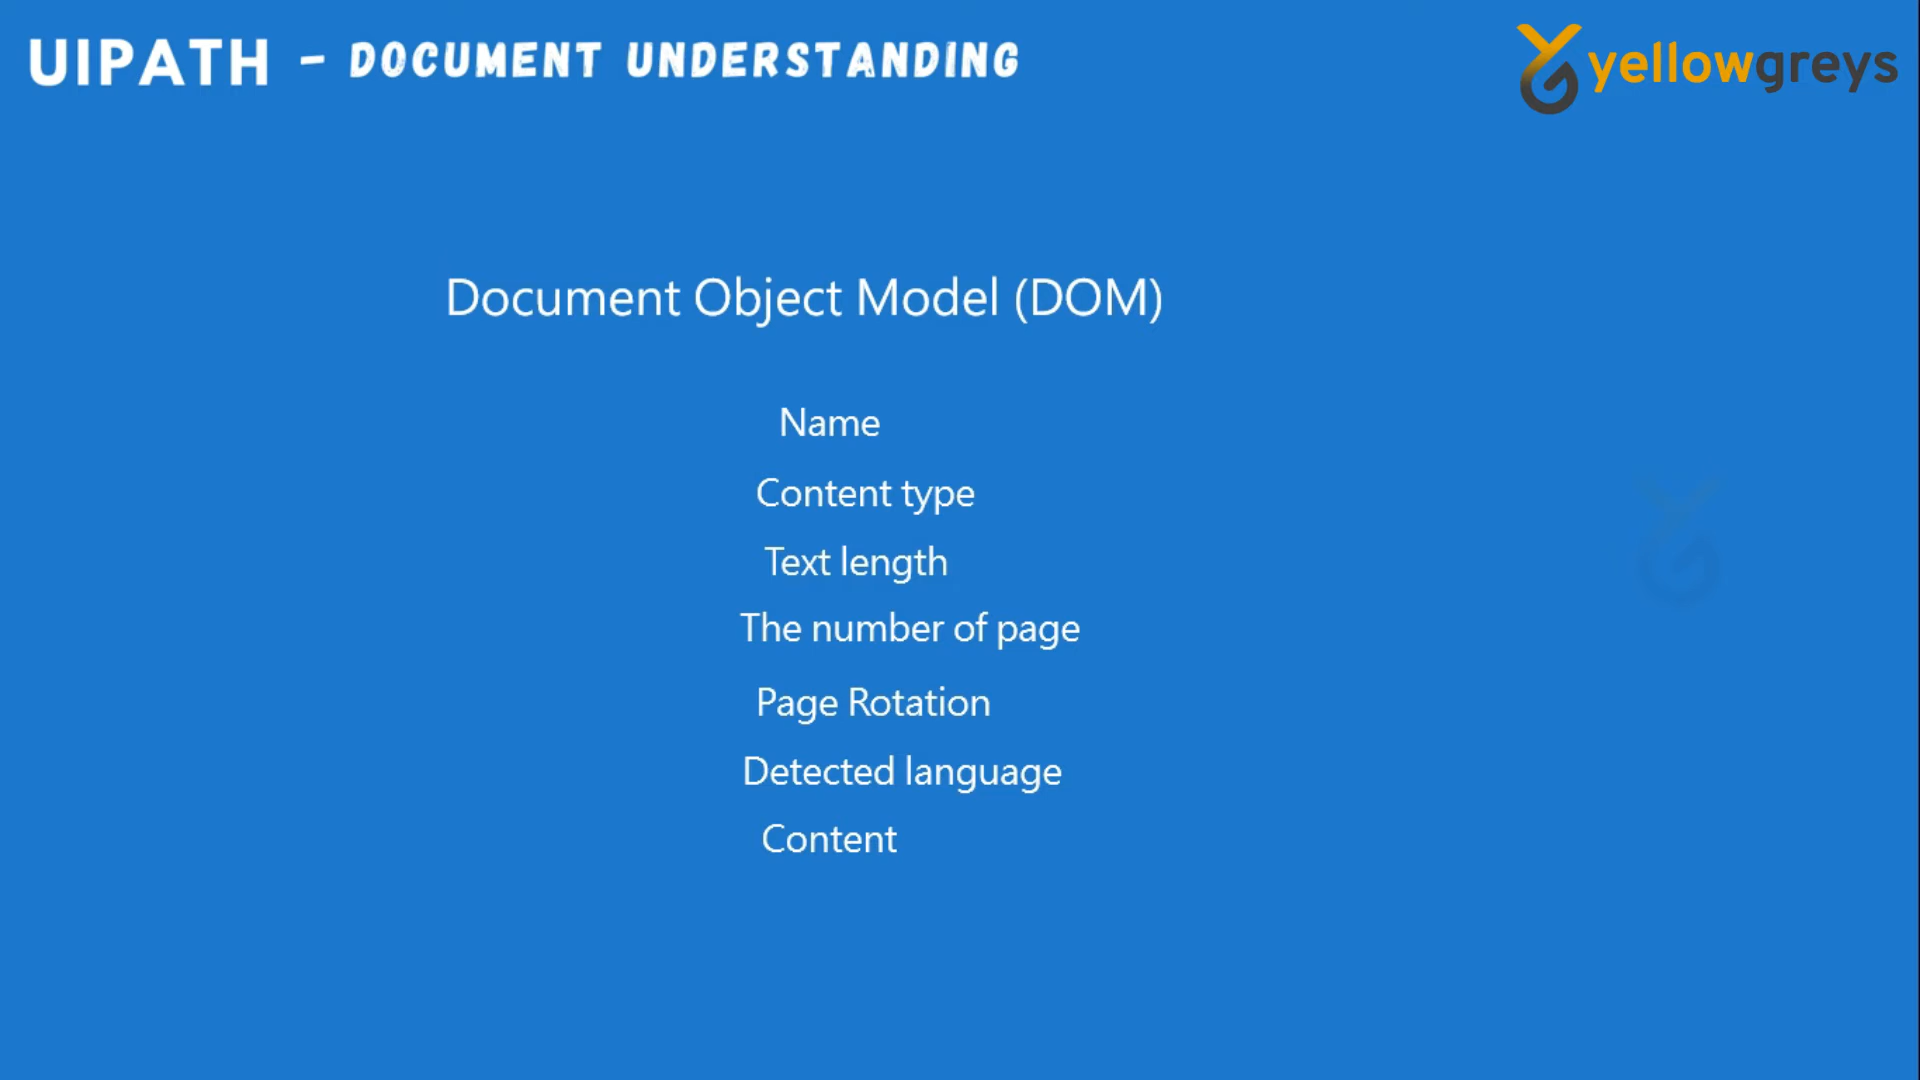 UIPATH - DOCUMENT UNDERSTANDING
yellowgreys
Document Object Model (DOM)
Name
Content type
Text length
The number of page
Page Rotation
Detected language
Content